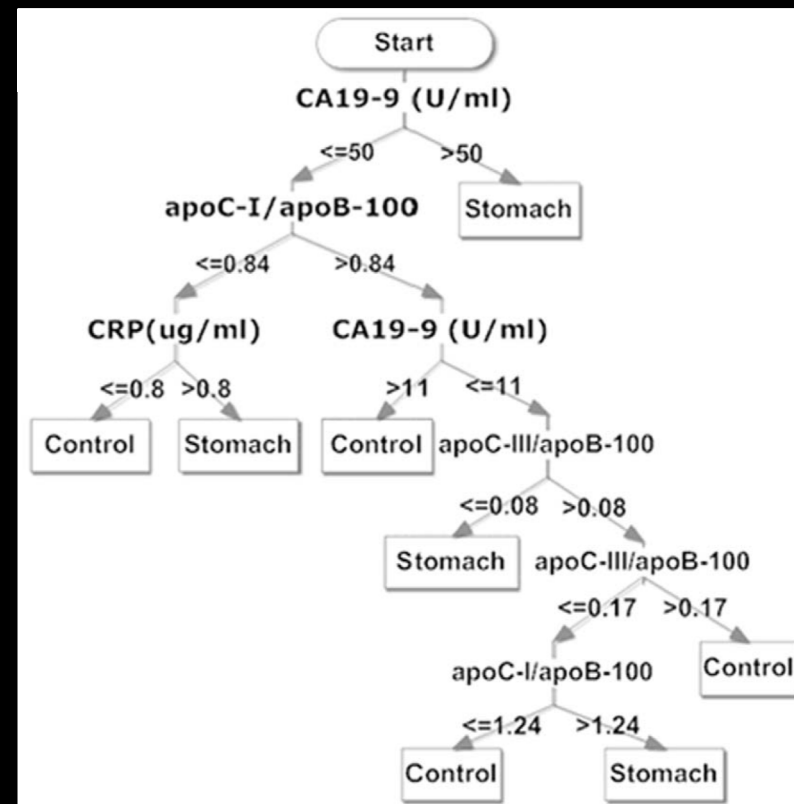 Start
CA19-9 (U/ml)
<=50 >50
apoC-I/apoB-100 Stomach
<=0.84 >0.84
CRP(ug/ml) CA19-9 (U/ml)
<=0.8 >0.8 >11 <=11
Control Stomach Control apoC-III/apoB-100
<=0.08 >0.08
Stomach apoC-III/apoB-100
<=0.17 >0.17
apoC-I/apoB-100 Control
<=1.24 >1.24
Control Stomach